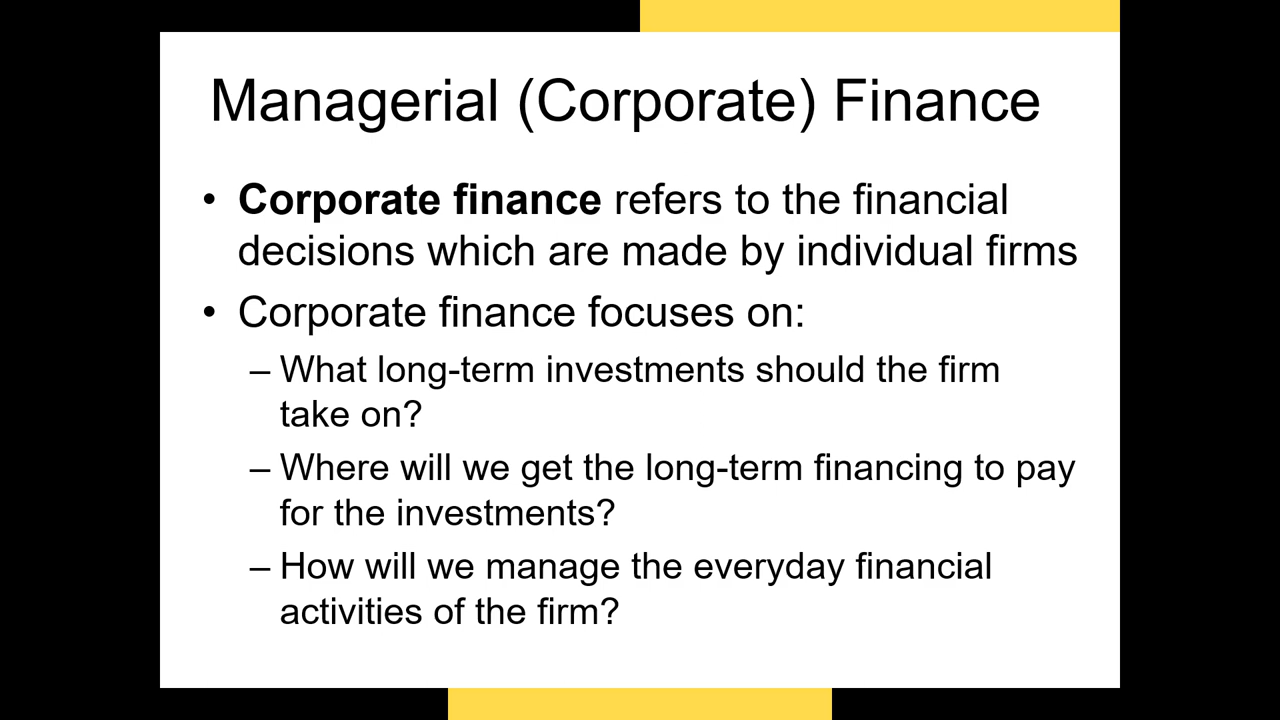 Managerial (Corporate) Finance
• Corporate finance refers to the financial
decisions which are made by individual firms
• Corporate finance focuses on:
– What long-term investments should the firm
take on?
– Where will we get the long-term financing to pay
for the investments?
– How will we manage the everyday financial
activities of the firm?